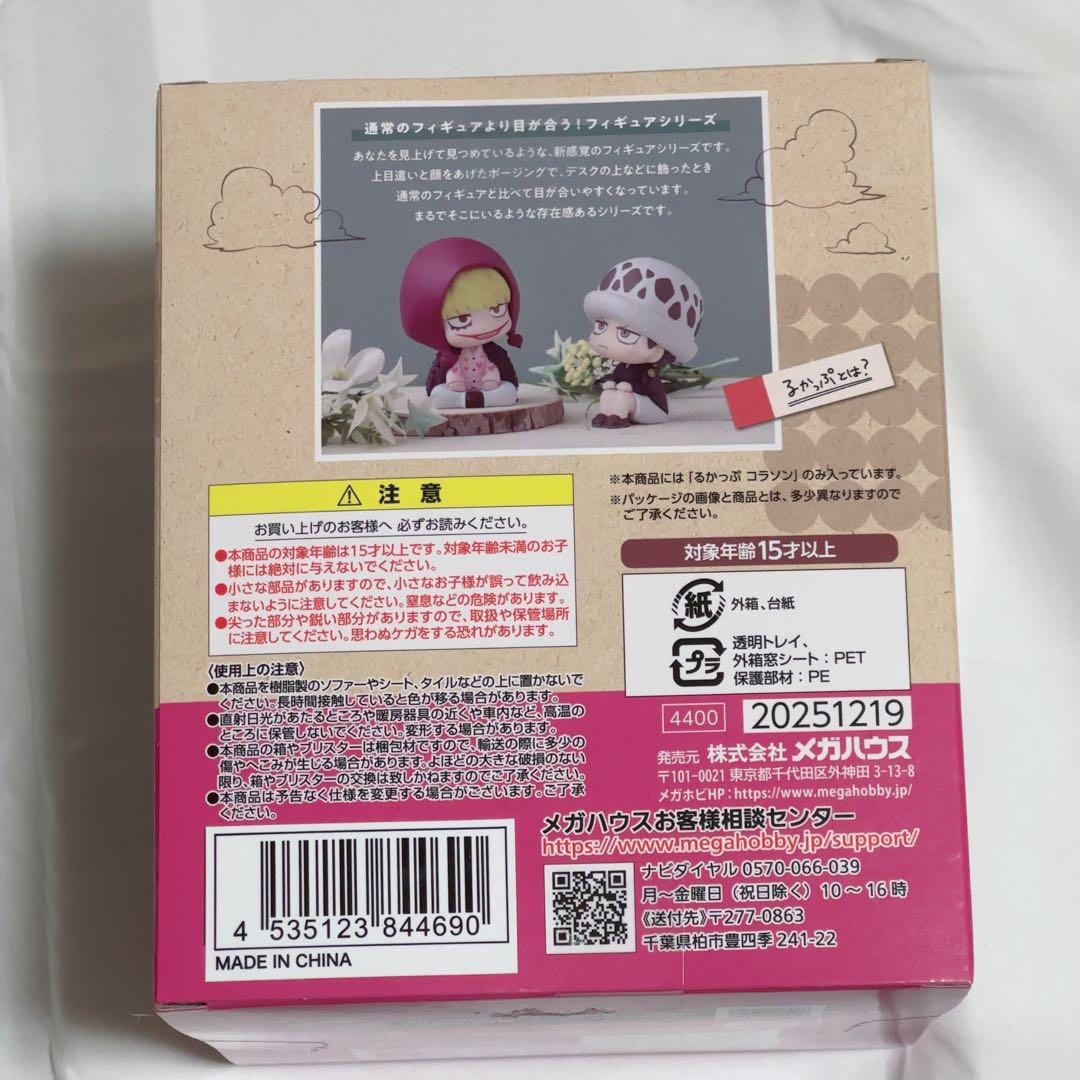 通常のフィギュアより目が合う！フィギュアシリーズ
あなたを見上げて見つめているような、新感覚のフィギュアシリーズです。
上目遣いと顔をあげたポージングで、デスクの上などに飾ったとき
通常のフィギュアと比べて目が合いやすくなっています。
まるでそこにいるような存在感あるシリーズです。
るかっぷとは？
※本商品には「るかっぷ コラソン」のみ入っています。
※パッケージの画像と商品とは、多少異なりますので
ご了承ください。
対象年齢15才以上
注意
お買い上げのお客様へ 必ずお読みください。
●本商品の対象年齢は15才以上です。対象年齢未満のお子
様には絶対に与えないでください。
●小さな部品がありますので、小さなお子様が誤って飲み込
まないように注意してください。窒息などの危険があります。
●尖った部分や鋭い部分がありますので、取扱や保管場所
に注意してください。思わぬケガをする恐れがあります。
〈使用上の注意〉
●本商品を樹脂製のソファーやシート、タイルなどの上に置かないで
ください。長時間接触していると色が移る場合があります。
●直射日光があたるところや暖房器具の近くや車内など、高温の
ところに保管しないでください。変形する場合があります。
●本商品の箱やブリスターは梱包材ですので、輸送の際に多少の
傷やへこみが生じる場合があります。よほどの大きな破損のない
限り、箱やブリスターの交換は致しかねますのでご了承ください。
●本商品は予告なく仕様を変更する場合がございます。ご了承
ください。
紙 外箱、台紙
プラ 透明トレイ、
外箱窓シート：PET
保護部材：PE
4400 20251219
発売元 株式会社 メガハウス
〒101-0021 東京都千代田区外神田 3-13-8
メガホビHP：https://www.megahobby.jp/
メガハウスお客様相談センター
https://www.megahobby.jp/support/
ナビダイヤル 0570-066-039
月～金曜日（祝日除く）10～16時
《送付先》〒277-0863
千葉県柏市豊四季 241-22
4 535123 844690
MADE IN CHINA